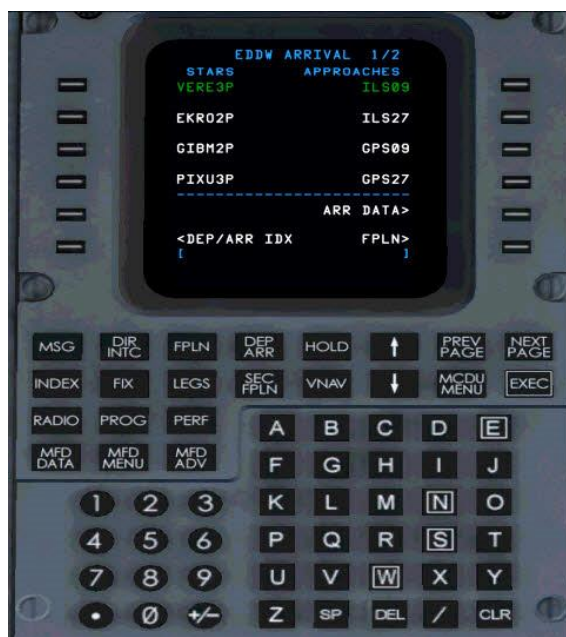 EDDW ARRIVAL 1/2
STARS APPROACHES
VERE3P ILS09
EKRO2P ILS27
GIBM2P GPS09
PIXU3P GPS27
ARR DATA>
<DEP/ARR IDX FPLN>
[ ]
MSG DIR INTC FPLN DEP ARR HOLD ↑ PREV PAGE NEXT PAGE
INDEX FIX LEGS SEC FPLN VNAV ↓ MCDU MENU EXEC
RADIO PROG PERF
MFD DATA MFD MENU MFD ADV
A B C D E
F G H I J
1 2 3 K L M N O
4 5 6 P Q R S T
7 8 9 U V W X Y
. 0 +/- Z SP DEL / CLR